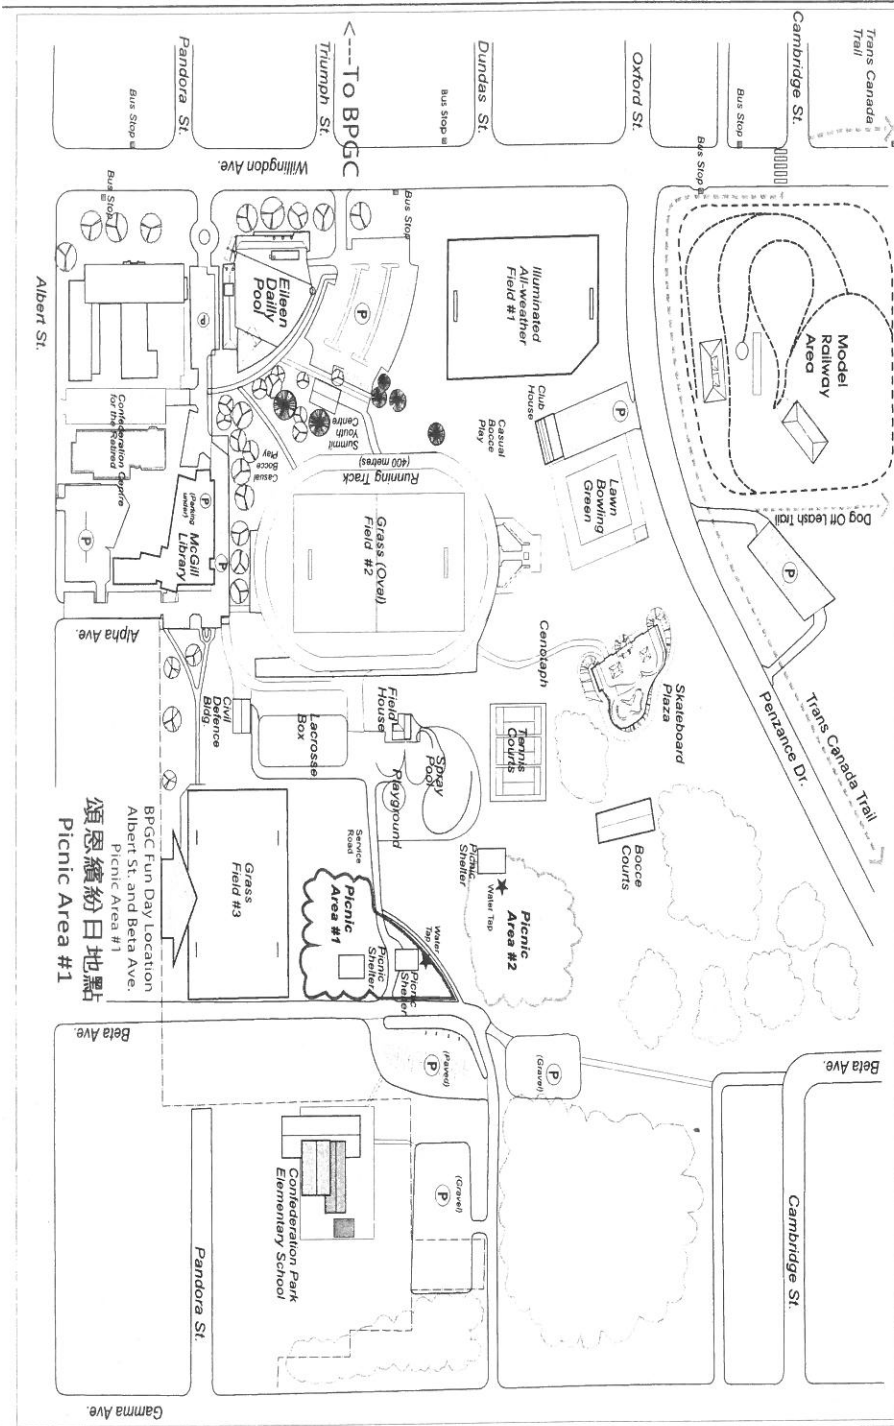 Trans Canada
Trail
Cambridge St.
Oxford St.
Dundas St.
<---To BPGC
Triumph St.
Pandora St.
Bus Stop
Bus Stop
Bus Stop
Bus Stop
Bus Stop
Bus Stop
Willingdon Ave.
Albert St.
Model
Railway
Area
Illuminated
All-weather
Field #1
P
Eileen
Dailly
Pool
P
Club
House
P
Casual
Bocce
Play
Summit
Youth
Centre
Casual
Bocce
Play
Confederation Centre
for the Retired
Lawn
Bowling
Green
Running Track
(400 metres)
Dog Off Leash Trail
P
Grass (Oval)
Field #2
P
McGill
Library
(Parking
under)
P
P
Alpha Ave.
Trans Canada Trail
Penzance Dr.
Skateboard
Plaza
Cenotaph
Tennis
Courts
Field
House
Spray
Pool
Playground
Lacrosse
Box
Civil
Defence
Bldg.
Bocce
Courts
Picnic
Shelter
Water Tap
Picnic
Area #2
Service
Road
Picnic
Area #1
Water
Tap
Picnic
Shelter
Picnic
Shelter
Grass
Field #3
BPGC Fun Day Location
Albert St. and Beta Ave.
Picnic Area #1
頌恩繽紛日地點
Picnic Area #1
Beta Ave.
Beta Ave.
P
(Paved)
P
(Gravel)
P
(Gravel)
Confederation Park
Elementary School
Cambridge St.
Pandora St.
Gamma Ave.